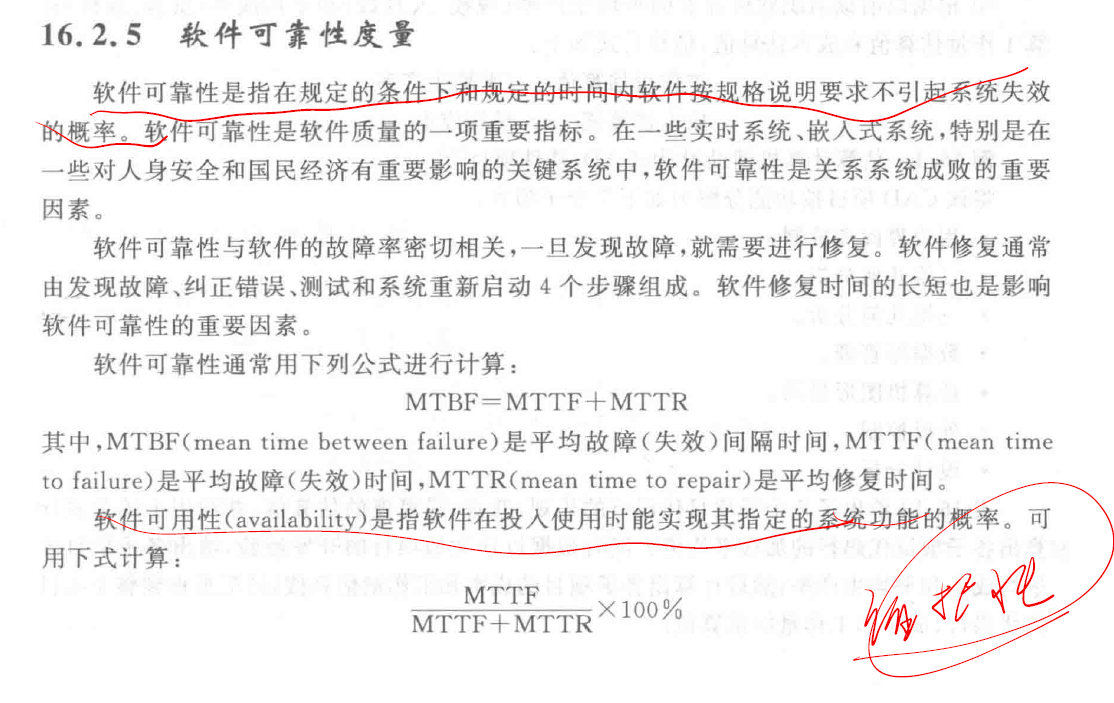 16.2.5 软件可靠性度量
软件可靠性是指在规定的条件下和规定的时间内软件按规格说明要求不引起系统失效
的概率。软件可靠性是软件质量的一项重要指标。在一些实时系统、嵌入式系统,特别是在
一些对人身安全和国民经济有重要影响的关键系统中,软件可靠性是关系系统成败的重要
因素。
软件可靠性与软件的故障率密切相关,一旦发现故障,就需要进行修复。软件修复通常
由发现故障、纠正错误、测试和系统重新启动 4 个步骤组成。软件修复时间的长短也是影响
软件可靠性的重要因素。
软件可靠性通常用下列公式进行计算:
MTBF=MTTF+MTTR
其中,MTBF(mean time between failure)是平均故障(失效)间隔时间,MTTF(mean time
to failure)是平均故障(失效)时间,MTTR(mean time to repair)是平均修复时间。
软件可用性(availability)是指软件在投入使用时能实现其指定的系统功能的概率。可
用下式计算:
MTTF
MTTF+MTTR ×100%